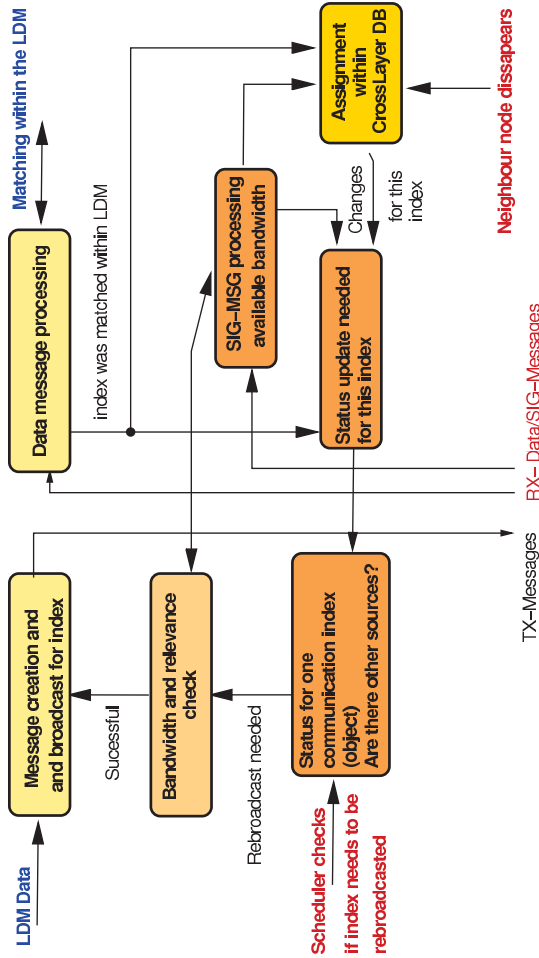 LDM Data
Message creation and
and broadcast for index
Data message processing
Matching within the LDM
Sucessful
index was matched within LDM
Bandwidth and relevance
check
SIG–MSG processing
available bandwidth
Assignment
within
CrossLayer DB
Rebroadcast needed
Changes
for this
index
Scheduler checks
if index needs to be
rebroadcasted
Status for one
communication index
(object)
Are there other sources?
Status update needed
for this index
Neighbour node dissapears
TX–Messages
RX– Data/SIG–Messages